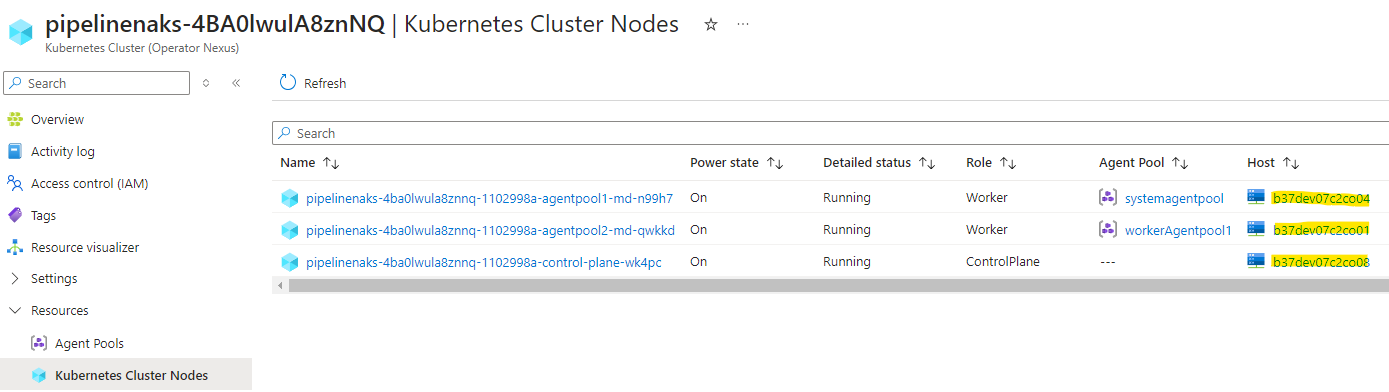 pipelinenaks-4BA0lwulA8znNQ | Kubernetes Cluster Nodes
Kubernetes Cluster (Operator Nexus)
Search
Overview
Activity log
Access control (IAM)
Tags
Resource visualizer
Settings
Resources
Agent Pools
Kubernetes Cluster Nodes
Refresh
Search
Name Power state Detailed status Role Agent Pool Host
pipelinenaks-4ba0lwula8znnq-1102998a-agentpool1-md-n99h7 On Running Worker systemagentpool b37dev07c2co04
pipelinenaks-4ba0lwula8znnq-1102998a-agentpool2-md-qwkkd On Running Worker workerAgentpool1 b37dev07c2co01
pipelinenaks-4ba0lwula8znnq-1102998a-control-plane-wk4pc On Running ControlPlane --- b37dev07c2co08